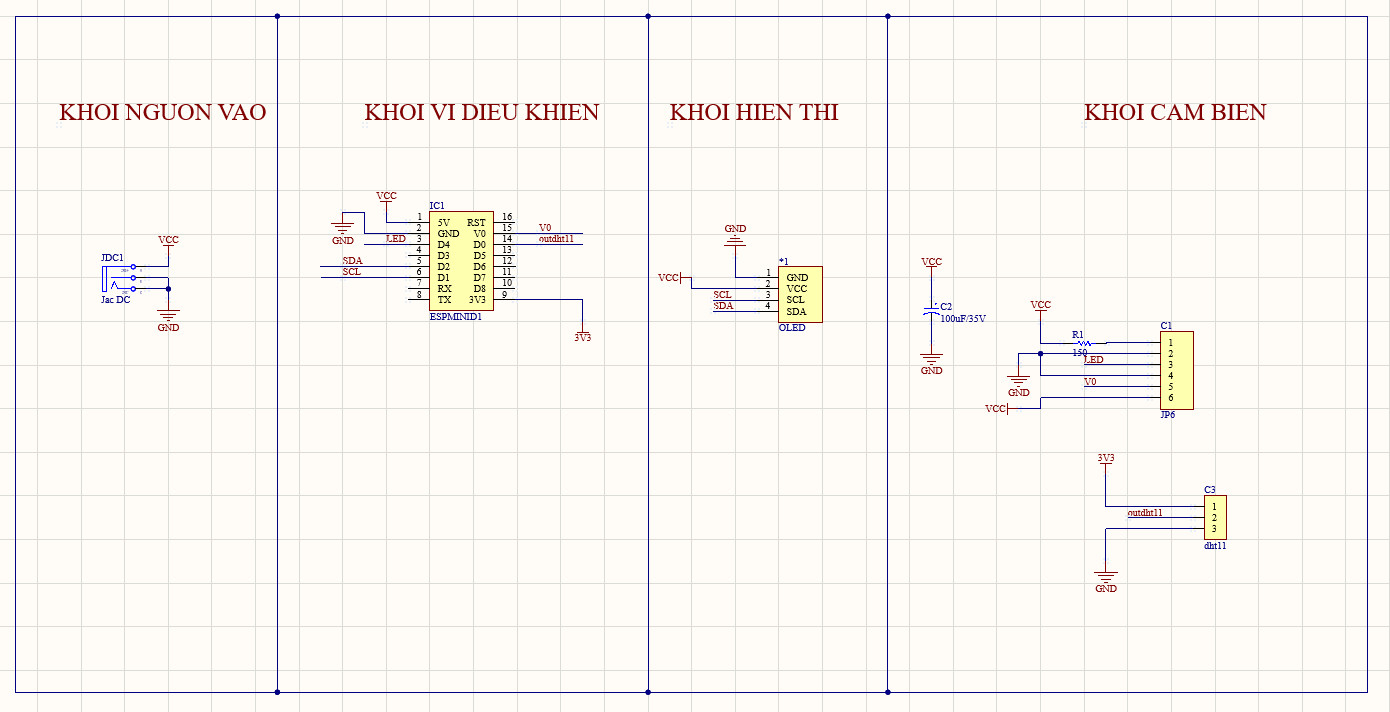 KHOI NGUON VAO
KHOI VI DIEU KHIEN
KHOI HIEN THI
KHOI CAM BIEN
VCC
JDC1
Jac DC
GND
VCC
GND
LED
SDA
SCL
IC1
1 5V RST 16
2 GND V0 15
3 D4 D0 14
4 D3 D5 13
5 D2 D6 12
6 D1 D7 11
7 RX D8 10
8 TX 3V3 9
ESPMINID1
V0
outdht11
3V3
GND
VCC
SCL
SDA
*1
1 GND
2 VCC
3 SCL
4 SDA
OLED
VCC
C2
100uF/35V
GND
VCC
R1
150
LED
GND
V0
VCC
C1
1
2
3
4
5
6
JP6
3V3
outdht11
GND
C3
1
2
3
dht11